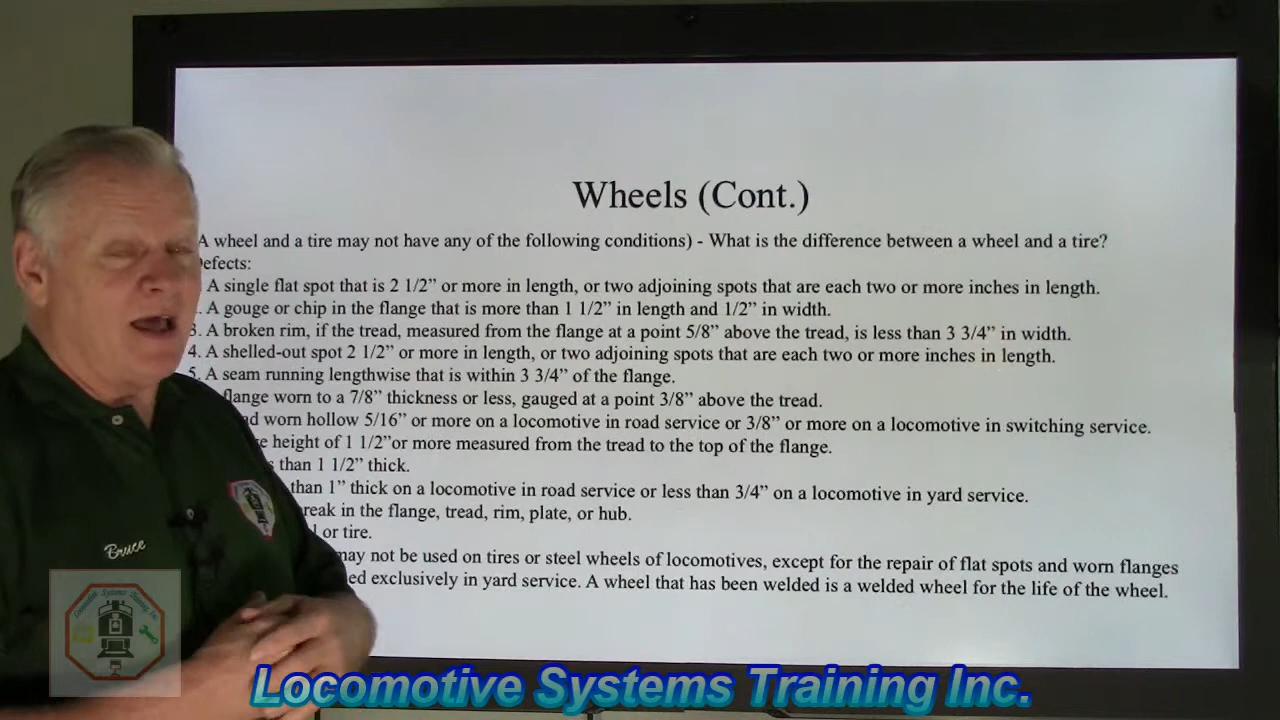 Wheels (Cont.)
A wheel and a tire may not have any of the following conditions) - What is the difference between a wheel and a tire?
Defects:
A single flat spot that is 2 1/2” or more in length, or two adjoining spots that are each two or more inches in length.
. A gouge or chip in the flange that is more than 1 1/2” in length and 1/2” in width.
3. A broken rim, if the tread, measured from the flange at a point 5/8” above the tread, is less than 3 3/4” in width.
4. A shelled-out spot 2 1/2” or more in length, or two adjoining spots that are each two or more inches in length.
5. A seam running lengthwise that is within 3 3/4” of the flange.
flange worn to a 7/8” thickness or less, gauged at a point 3/8” above the tread.
worn hollow 5/16” or more on a locomotive in road service or 3/8” or more on a locomotive in switching service.
height of 1 1/2”or more measured from the tread to the top of the flange.
than 1 1/2” thick.
than 1” thick on a locomotive in road service or less than 3/4” on a locomotive in yard service.
reak in the flange, tread, rim, plate, or hub.
or tire.
may not be used on tires or steel wheels of locomotives, except for the repair of flat spots and worn flanges
ed exclusively in yard service. A wheel that has been welded is a welded wheel for the life of the wheel.
Bruce
Locomotive Systems Training Inc.
Locomotive Systems Training Inc.